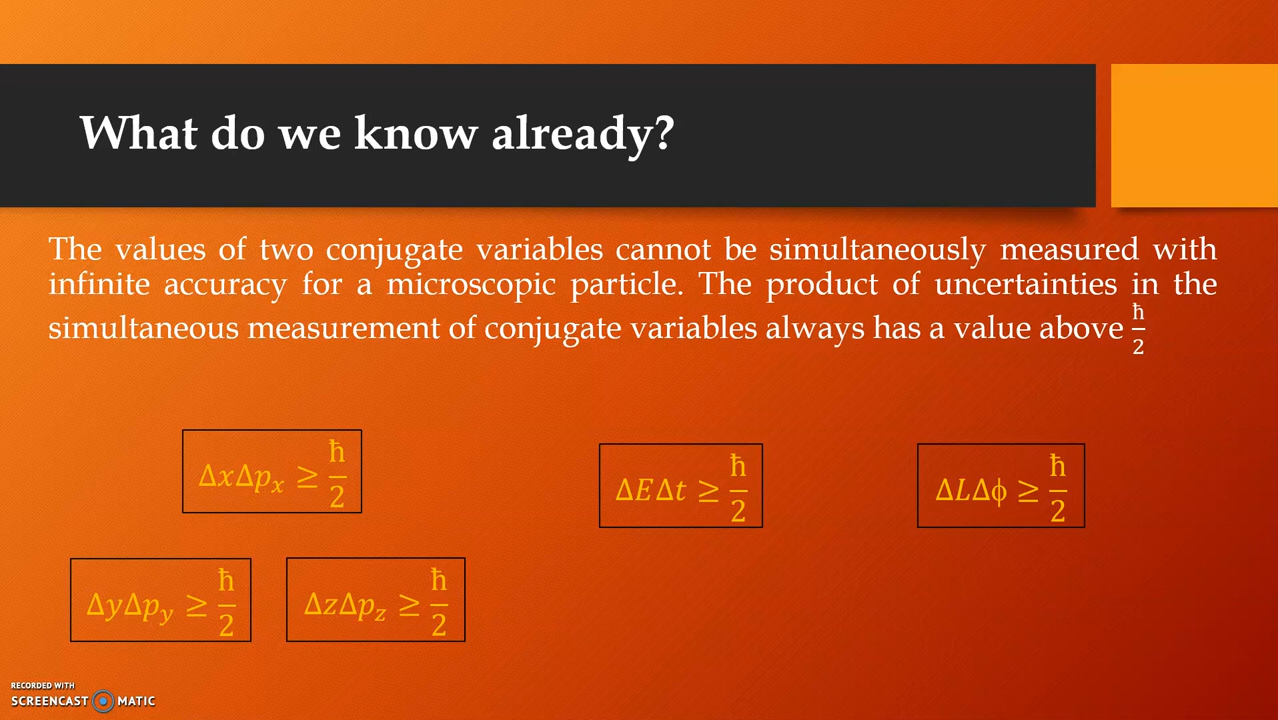 What do we know already?
The values of two conjugate variables cannot be simultaneously measured with
infinite accuracy for a microscopic particle. The product of uncertainties in the
simultaneous measurement of conjugate variables always has a value above ħ/2
ΔxΔpₓ ≥ ħ/2
ΔEΔt ≥ ħ/2
ΔLΔϕ ≥ ħ/2
ΔyΔp_y ≥ ħ/2
ΔzΔp_z ≥ ħ/2
RECORDED WITH
SCREENCAST MATIC